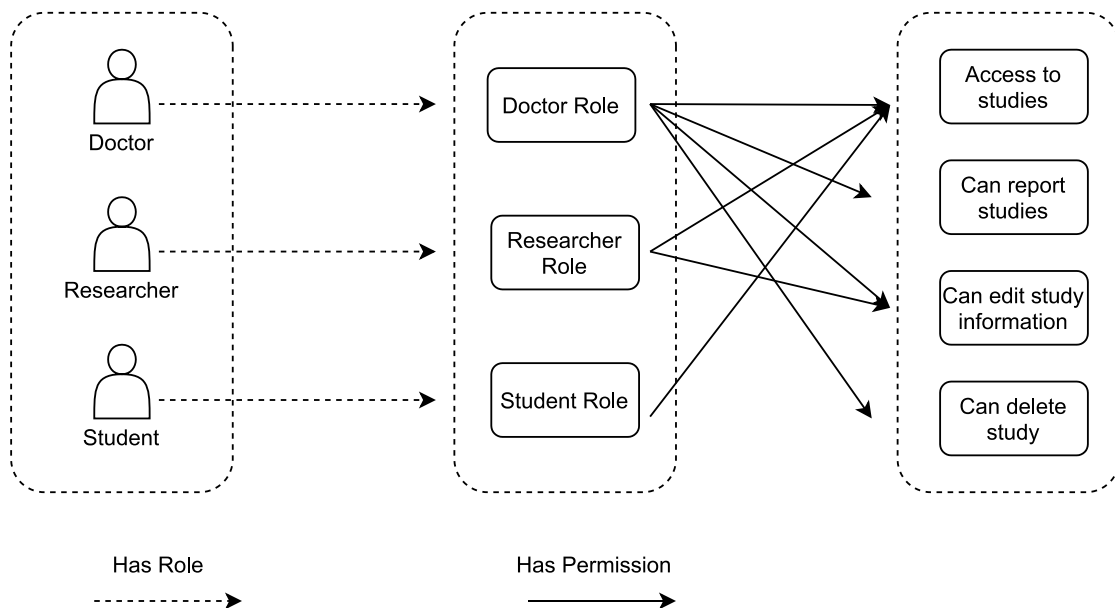 Doctor
Researcher
Student
Doctor Role
Researcher
Role
Student Role
Access to
studies
Can report
studies
Can edit study
information
Can delete
study
Has Role
Has Permission